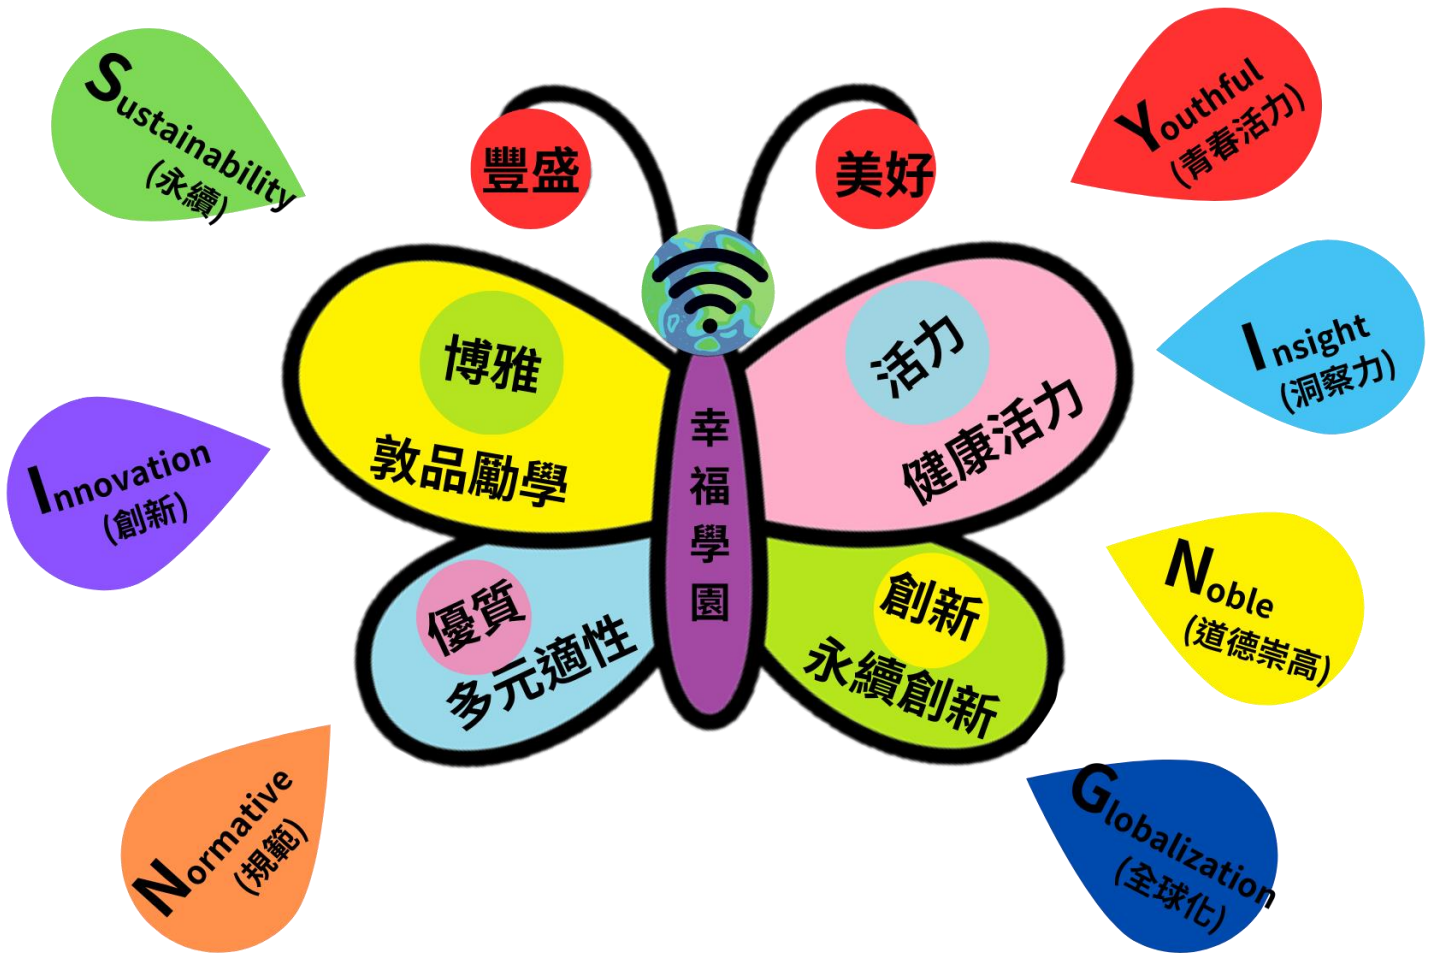 Sustainability
(永續)
Innovation
(創新)
Normative
(規範)
豐盛
美好
博雅
敦品勵學
活力
健康活力
幸福學園
優質
多元適性
創新
永續創新
Youthful
(青春活力)
Insight
(洞察力)
Noble
(道德崇高)
Globalization
(全球化)